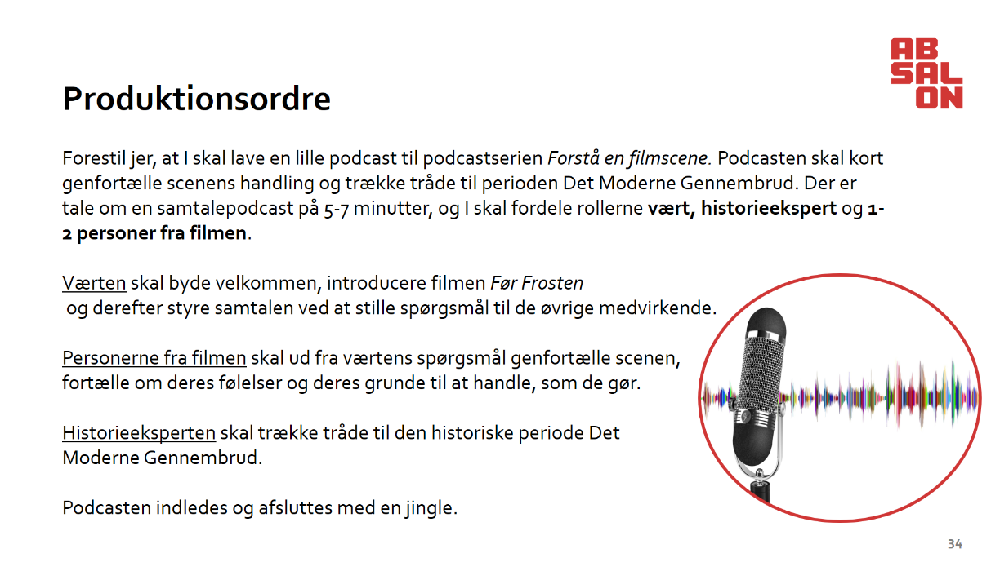 AB
SAL
ON
Produktionsordre
Forestil jer, at I skal lave en lille podcast til podcastserien Forstå en filmscene. Podcasten skal kort
genfortælle scenens handling og trække tråde til perioden Det Moderne Gennembrud. Der er
tale om en samtalepodcast på 5-7 minutter, og I skal fordele rollerne vært, historieekspert og 1-
2 personer fra filmen.
Værten skal byde velkommen, introducere filmen Før Frosten
og derefter styre samtalen ved at stille spørgsmål til de øvrige medvirkende.
Personerne fra filmen skal ud fra værtens spørgsmål genfortælle scenen,
fortælle om deres følelser og deres grunde til at handle, som de gør.
Historieeksperten skal trække tråde til den historiske periode Det
Moderne Gennembrud.
Podcasten indledes og afsluttes med en jingle.
34